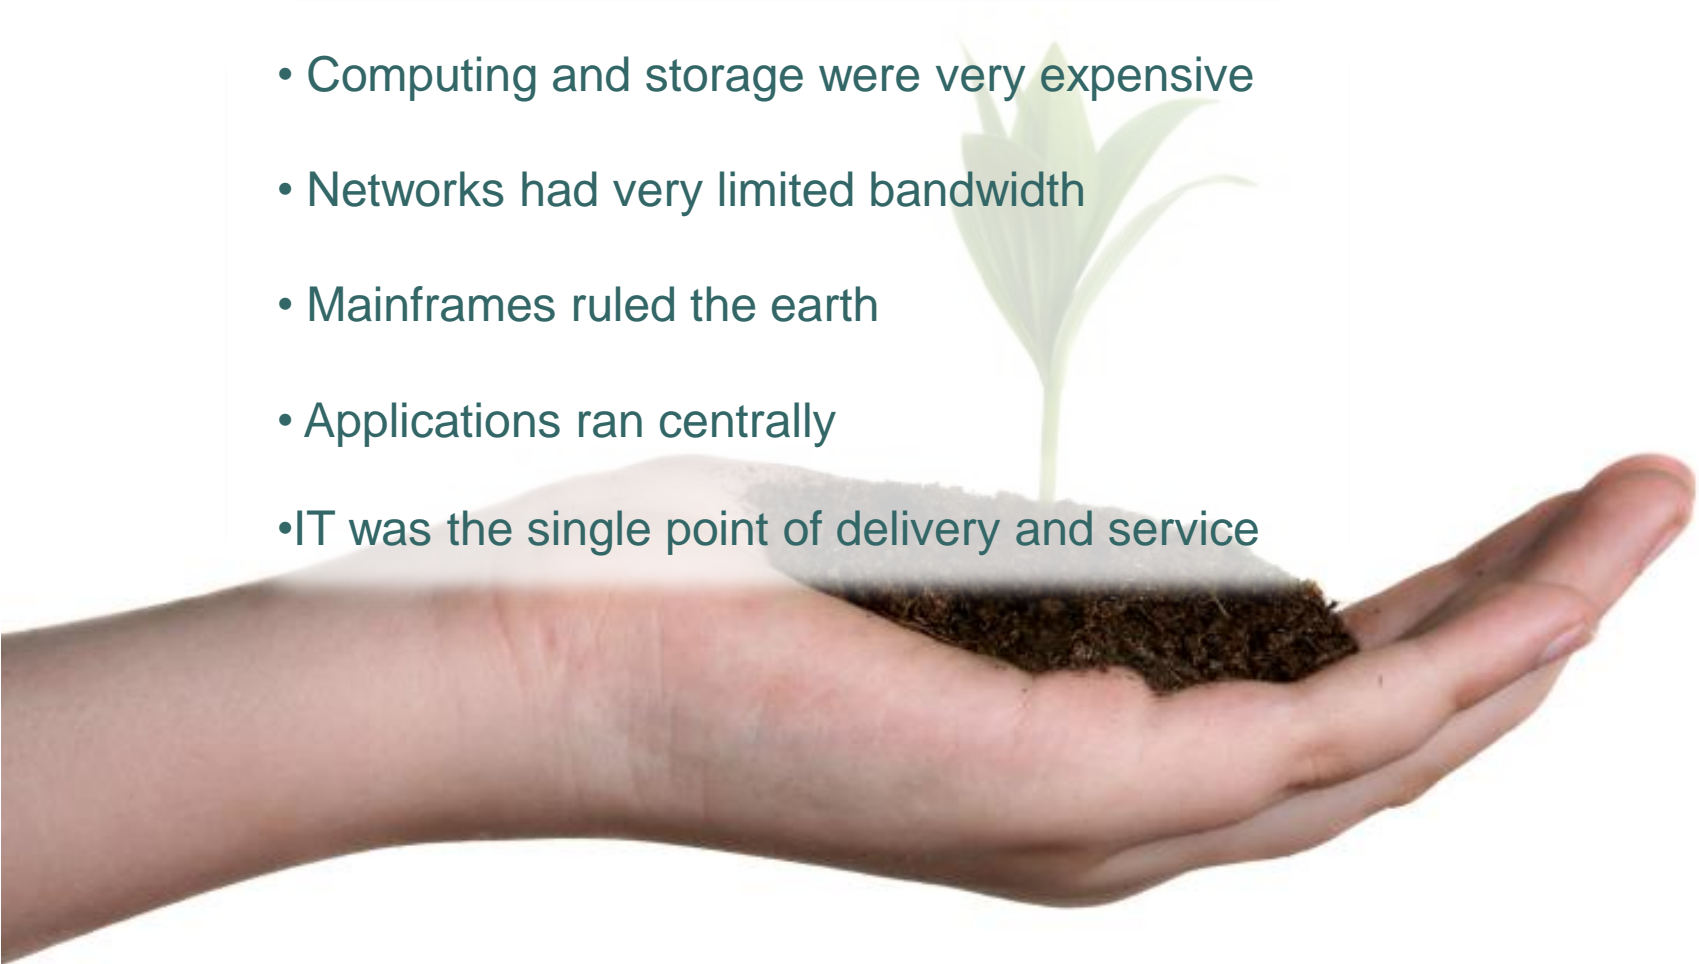 • Computing and storage were very expensive
• Networks had very limited bandwidth
• Mainframes ruled the earth
• Applications ran centrally
•IT was the single point of delivery and service